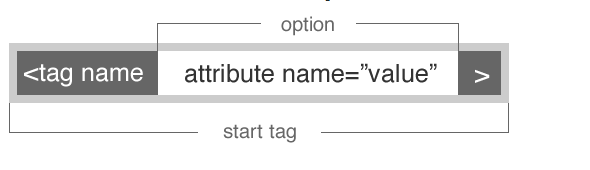 option
<tag name attribute name=”value” >
start tag